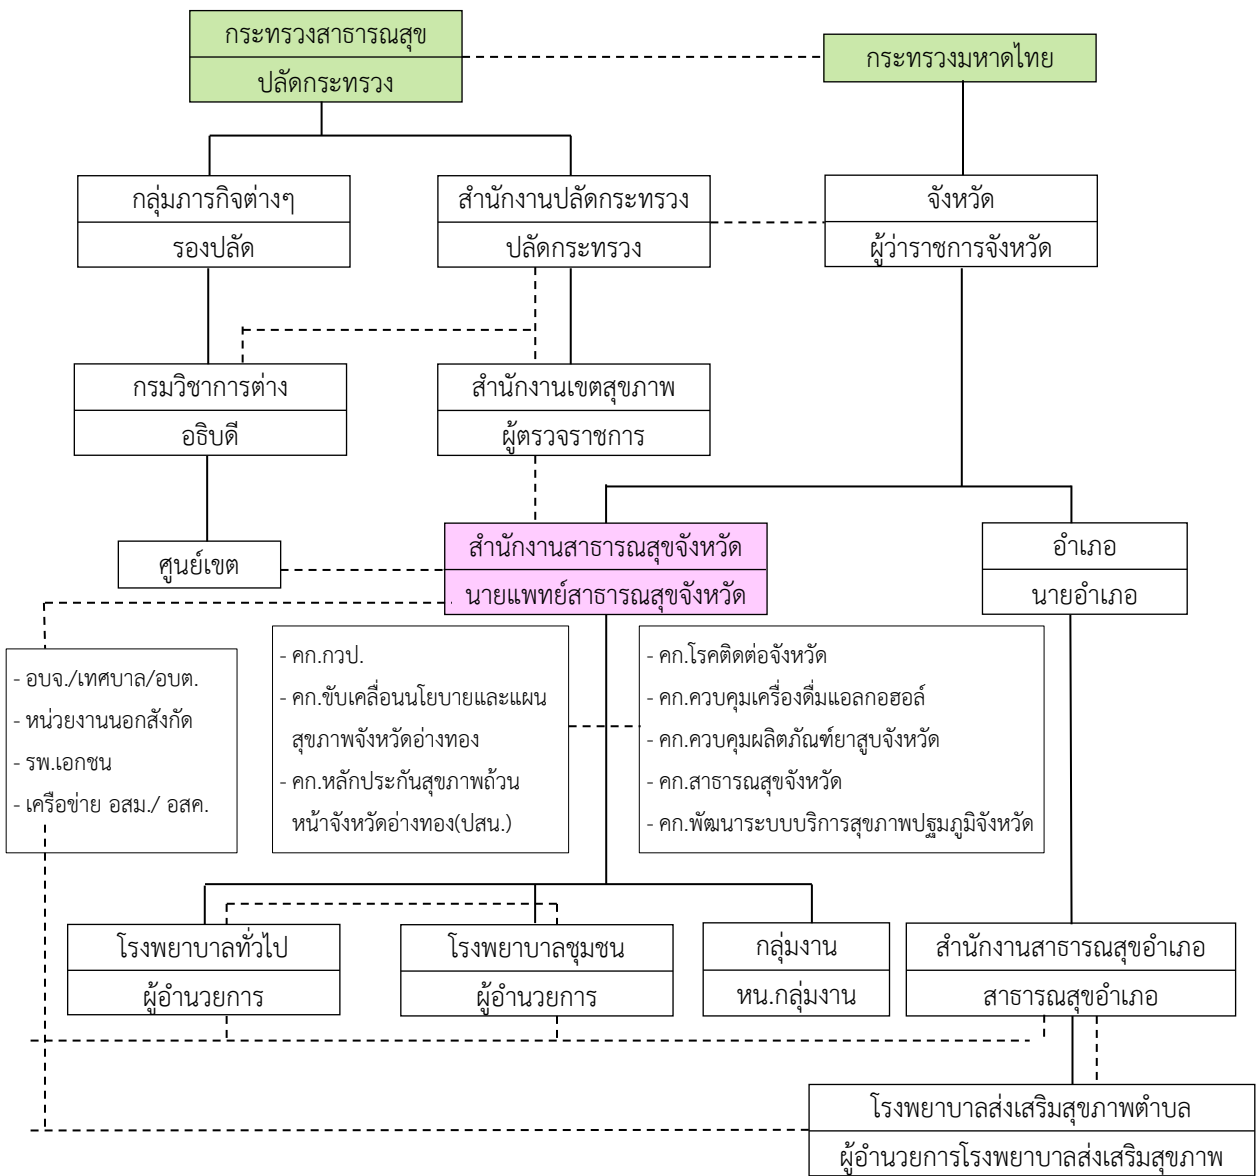 กระทรวงสาธารณสุข
ปลัดกระทรวง
กระทรวงมหาดไทย
กลุ่มภารกิจต่างๆ
รองปลัด
สำนักงานปลัดกระทรวง
ปลัดกระทรวง
จังหวัด
ผู้ว่าราชการจังหวัด
กรมวิชาการต่าง
อธิบดี
สำนักงานเขตสุขภาพ
ผู้ตรวจราชการ
ศูนย์เขต
สำนักงานสาธารณสุขจังหวัด
นายแพทย์สาธารณสุขจังหวัด
อำเภอ
นายอำเภอ
- อบจ./เทศบาล/อบต.
- หน่วยงานนอกสังกัด
- รพ.เอกชน
- เครือข่าย อสม./ อสค.
- คก.กวป.
- คก.ขับเคลื่อนนโยบายและแผน
สุขภาพจังหวัดอ่างทอง
- คก.หลักประกันสุขภาพถ้วน
หน้าจังหวัดอ่างทอง(ปสน.)
- คก.โรคติดต่อจังหวัด
- คก.ควบคุมเครื่องดื่มแอลกอฮอล์
- คก.ควบคุมผลิตภัณฑ์ยาสูบจังหวัด
- คก.สาธารณสุขจังหวัด
- คก.พัฒนาระบบบริการสุขภาพปฐมภูมิจังหวัด
โรงพยาบาลทั่วไป
ผู้อำนวยการ
โรงพยาบาลชุมชน
ผู้อำนวยการ
กลุ่มงาน
หน.กลุ่มงาน
สำนักงานสาธารณสุขอำเภอ
สาธารณสุขอำเภอ
โรงพยาบาลส่งเสริมสุขภาพตำบล
ผู้อำนวยการโรงพยาบาลส่งเสริมสุขภาพ